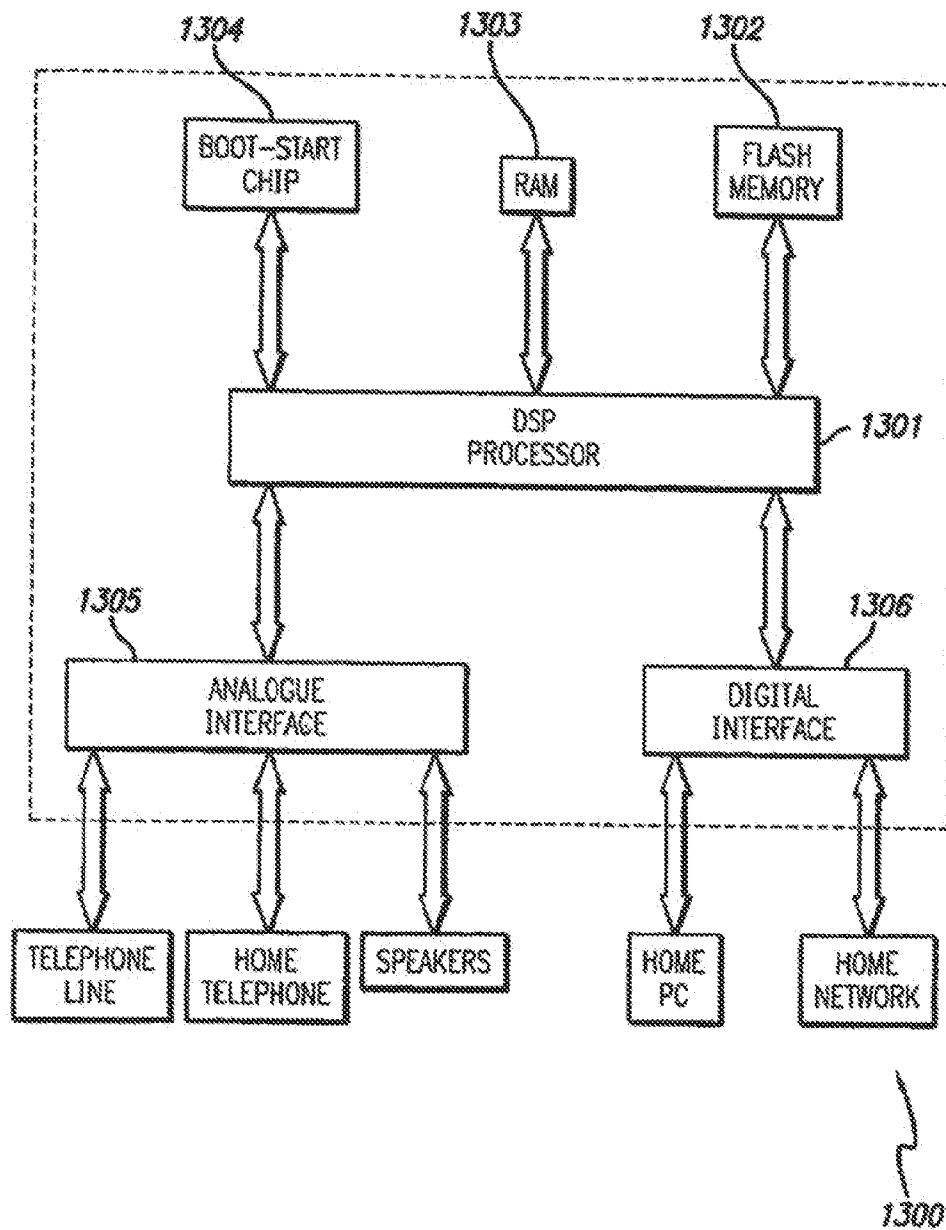 1304
1303
1302
BOOT-START
CHIP
RAM
FLASH
MEMORY
DSP
PROCESSOR
1301
1305
1306
ANALOGUE
INTERFACE
DIGITAL
INTERFACE
TELEPHONE
LINE
HOME
TELEPHONE
SPEAKERS
HOME
PC
HOME
NETWORK
1300